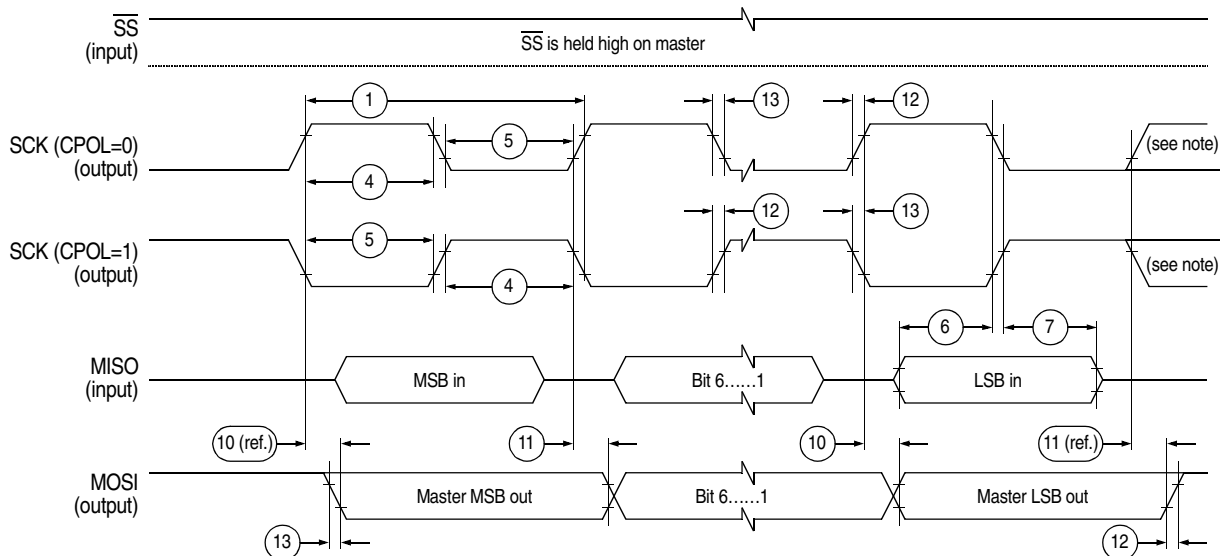 SS
(input)
SS is held high on master
1
13
12
SCK (CPOL=0)
(output)
5
(see note)
4
12
13
SCK (CPOL=1)
(output)
5
(see note)
4
6
7
MISO
(input)
MSB in
Bit 6......1
LSB in
10 (ref.)
11
10
11 (ref.)
MOSI
(output)
Master MSB out
Bit 6......1
Master LSB out
13
12